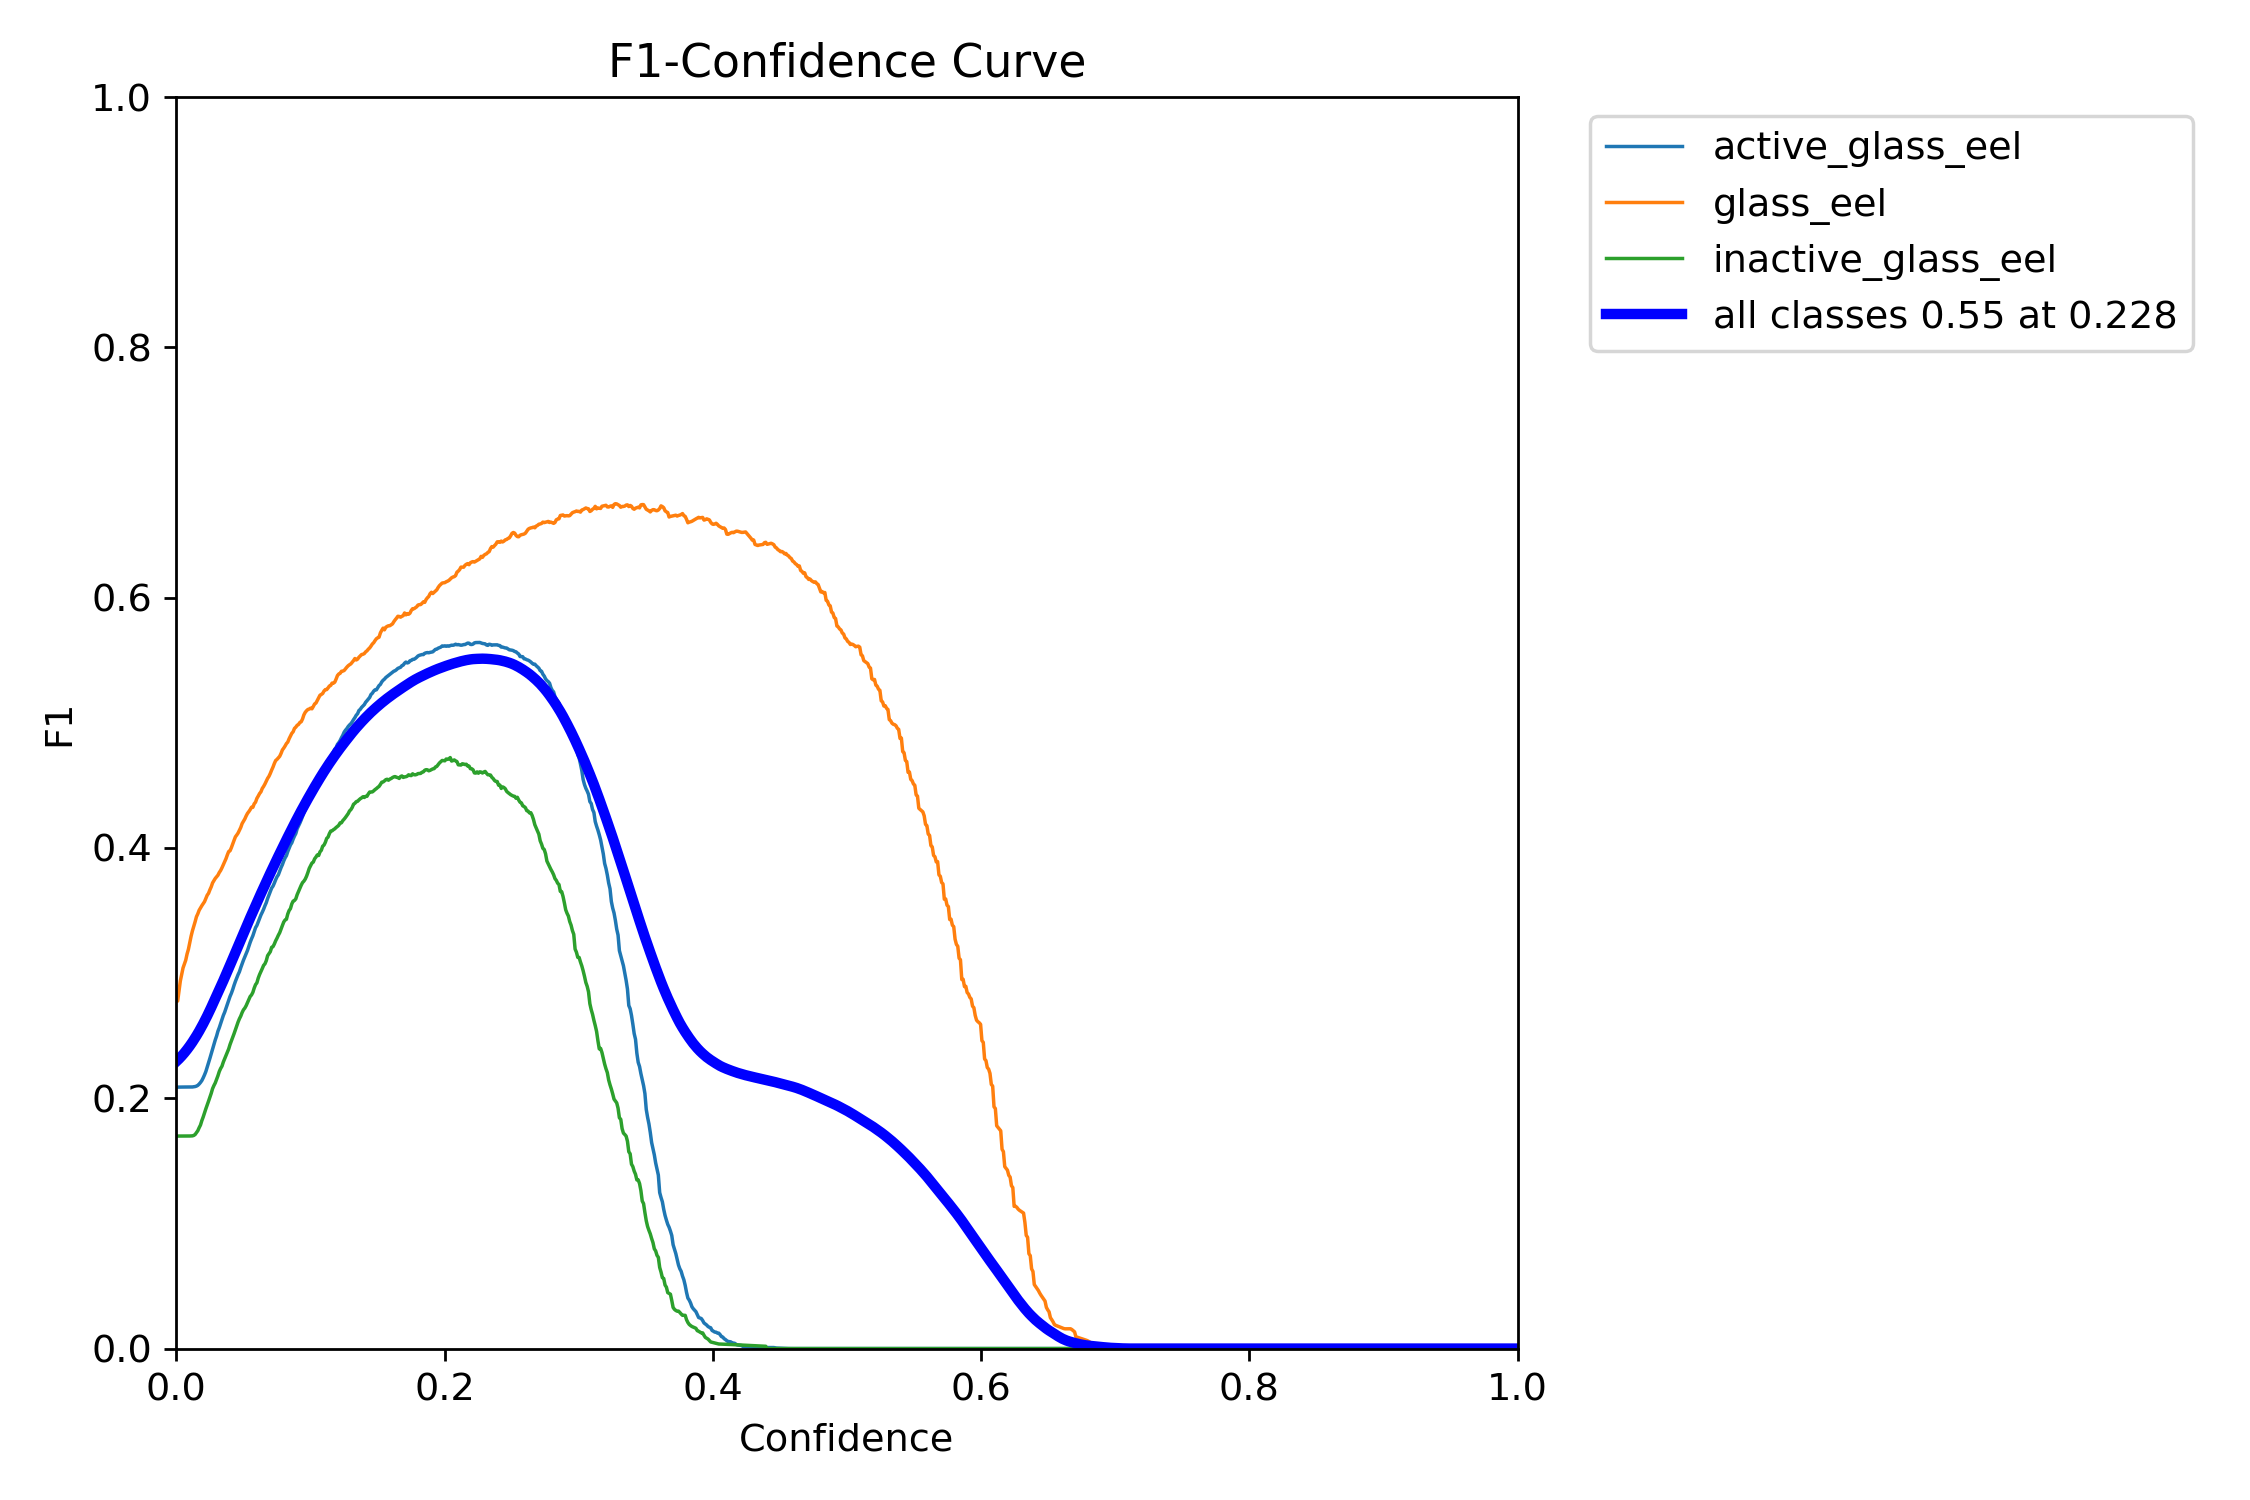 F1-Confidence Curve
active_glass_eel
glass_eel
inactive_glass_eel
all classes 0.55 at 0.228
1.0
0.8
0.6
0.4
0.2
0.0
F1
0.0 0.2 0.4 0.6 0.8 1.0
Confidence